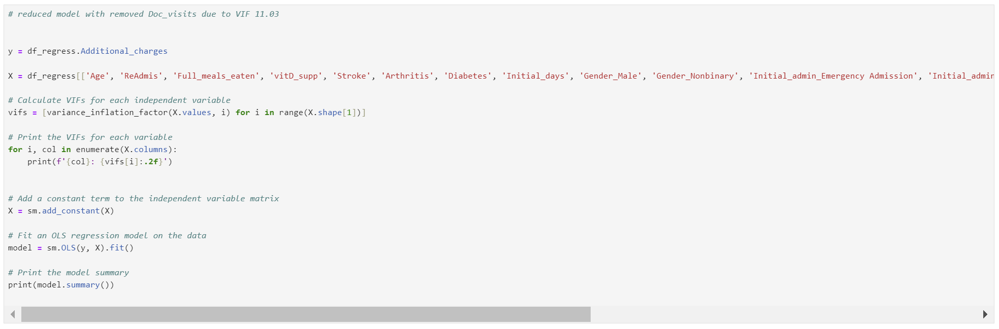 # reduced model with removed Doc_visits due to VIF 11.03
y = df_regress.Additional_charges
X = df_regress[['Age', 'ReAdmis', 'Full_meals_eaten', 'vitD_supp', 'Stroke', 'Arthritis', 'Diabetes', 'Initial_days', 'Gender_Male', 'Gender_Nonbinary', 'Initial_admin_Emergency Admission', 'Initial_admin
# Calculate VIFs for each independent variable
vifs = [variance_inflation_factor(X.values, i) for i in range(X.shape[1])]
# Print the VIFs for each variable
for i, col in enumerate(X.columns):
    print(f'{col}: {vifs[i]:.2f}')
# Add a constant term to the independent variable matrix
X = sm.add_constant(X)
# Fit an OLS regression model on the data
model = sm.OLS(y, X).fit()
# Print the model summary
print(model.summary())